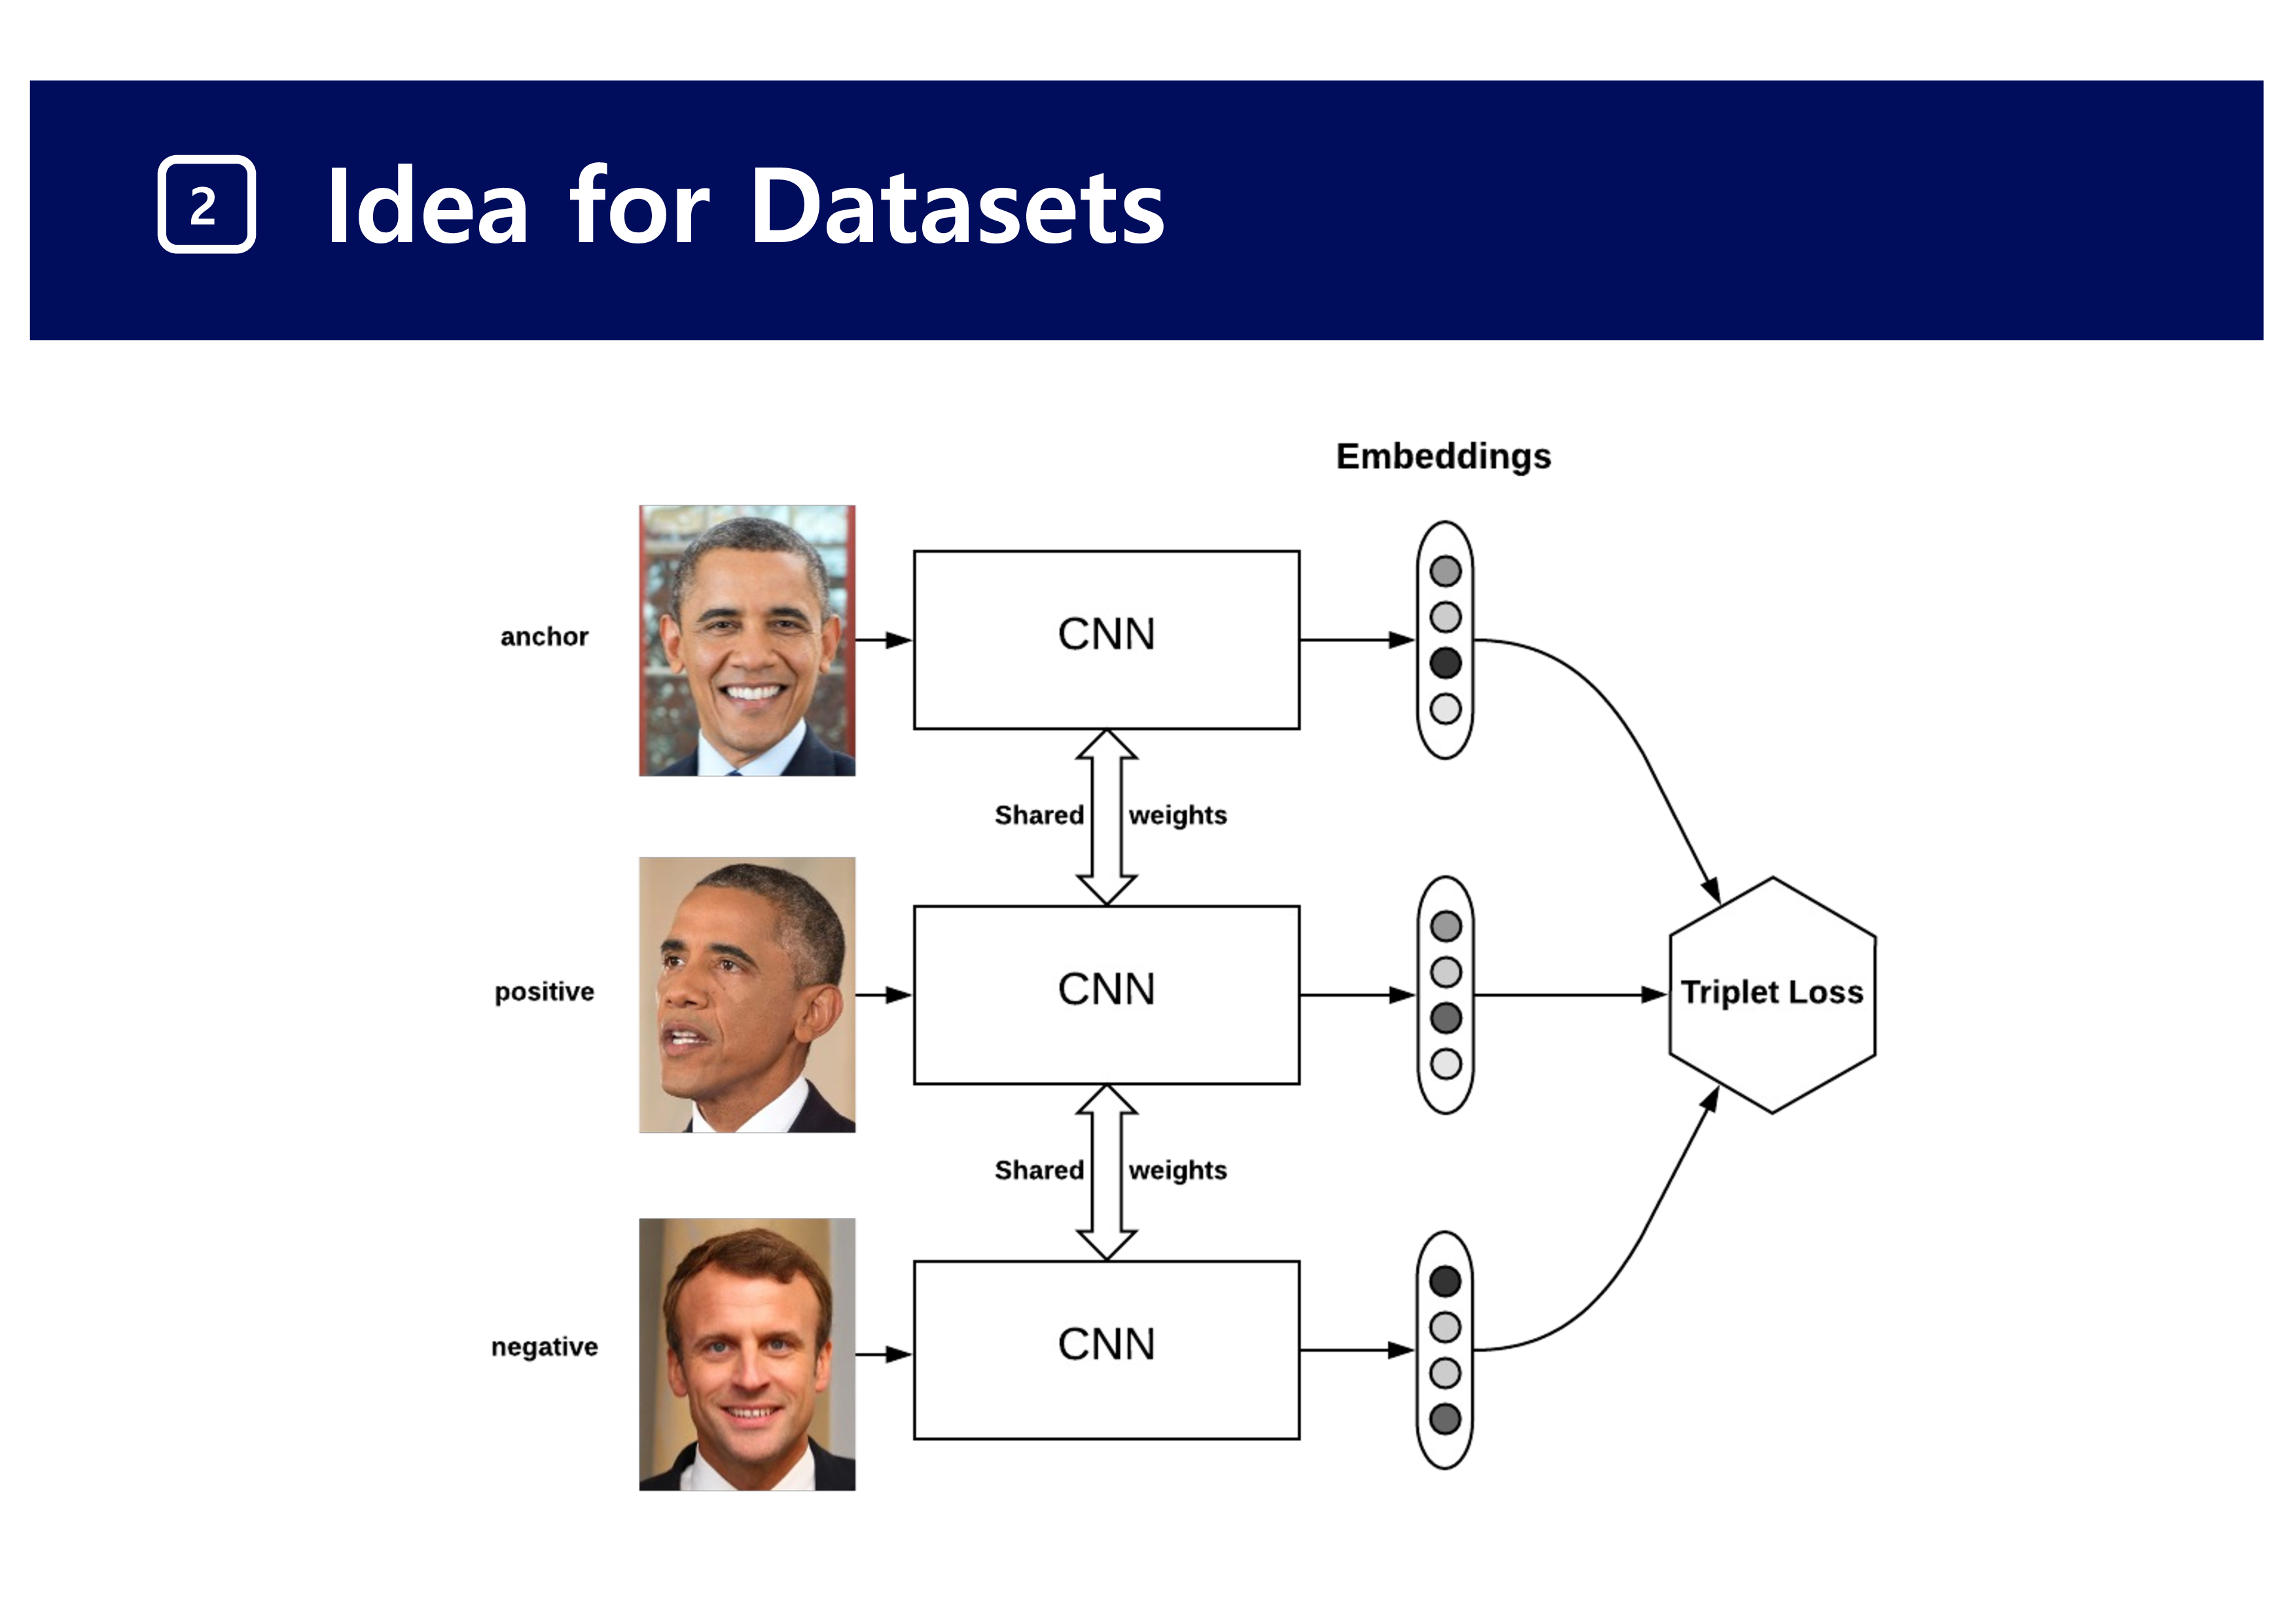 2 Idea for Datasets
Embeddings
anchor
CNN
Shared weights
positive
CNN
Triplet Loss
Shared weights
negative
CNN